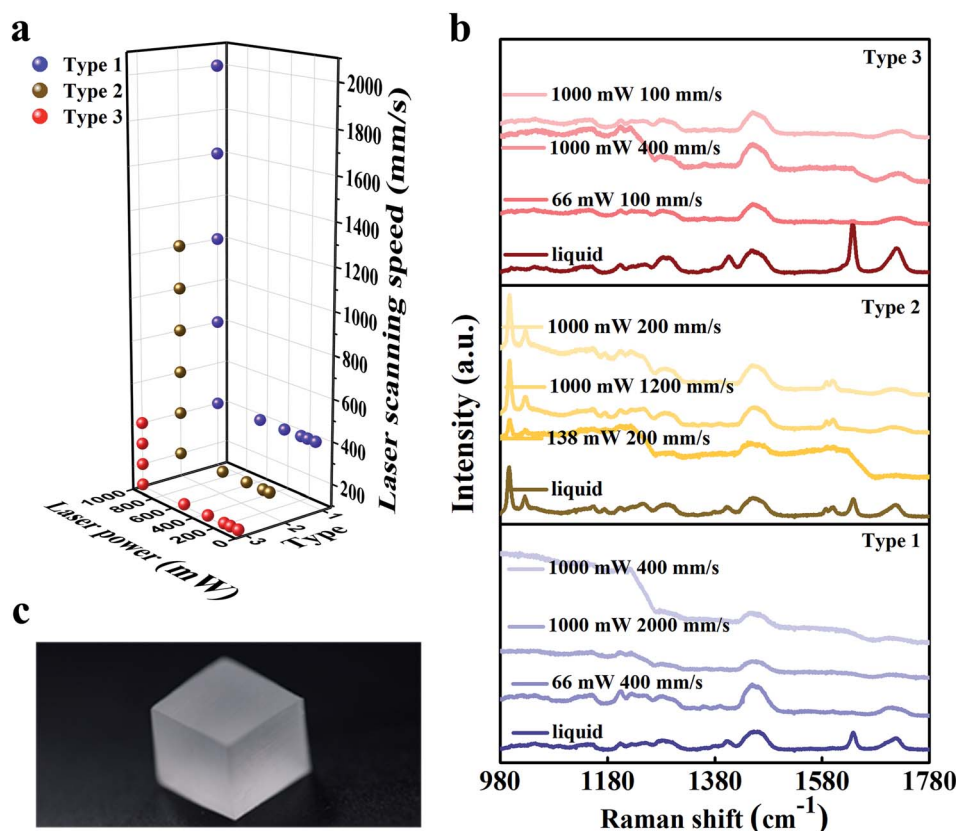 a
Type 1
Type 2
Type 3
2000
1800
1600
1400
1200
1000
800
600
400
200
Laser scanning speed (mm/s)
1000
800
600
400
200
0
Laser power (mW)
1
2
3
Type
b
Type 3
1000 mW 100 mm/s
1000 mW 400 mm/s
66 mW 100 mm/s
liquid
Type 2
1000 mW 200 mm/s
1000 mW 1200 mm/s
138 mW 200 mm/s
liquid
Type 1
1000 mW 400 mm/s
1000 mW 2000 mm/s
66 mW 400 mm/s
liquid
Intensity (a.u.)
980 1180 1380 1580 1780
Raman shift (cm⁻¹)
c